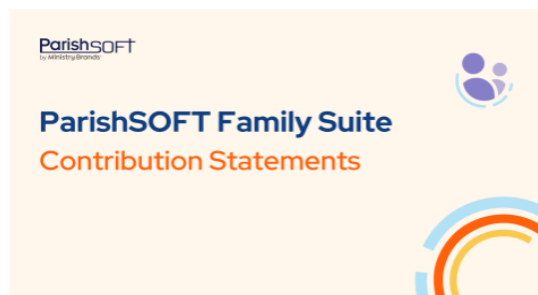 ParishSOFT
by Ministry Brands
ParishSOFT Family Suite
Contribution Statements